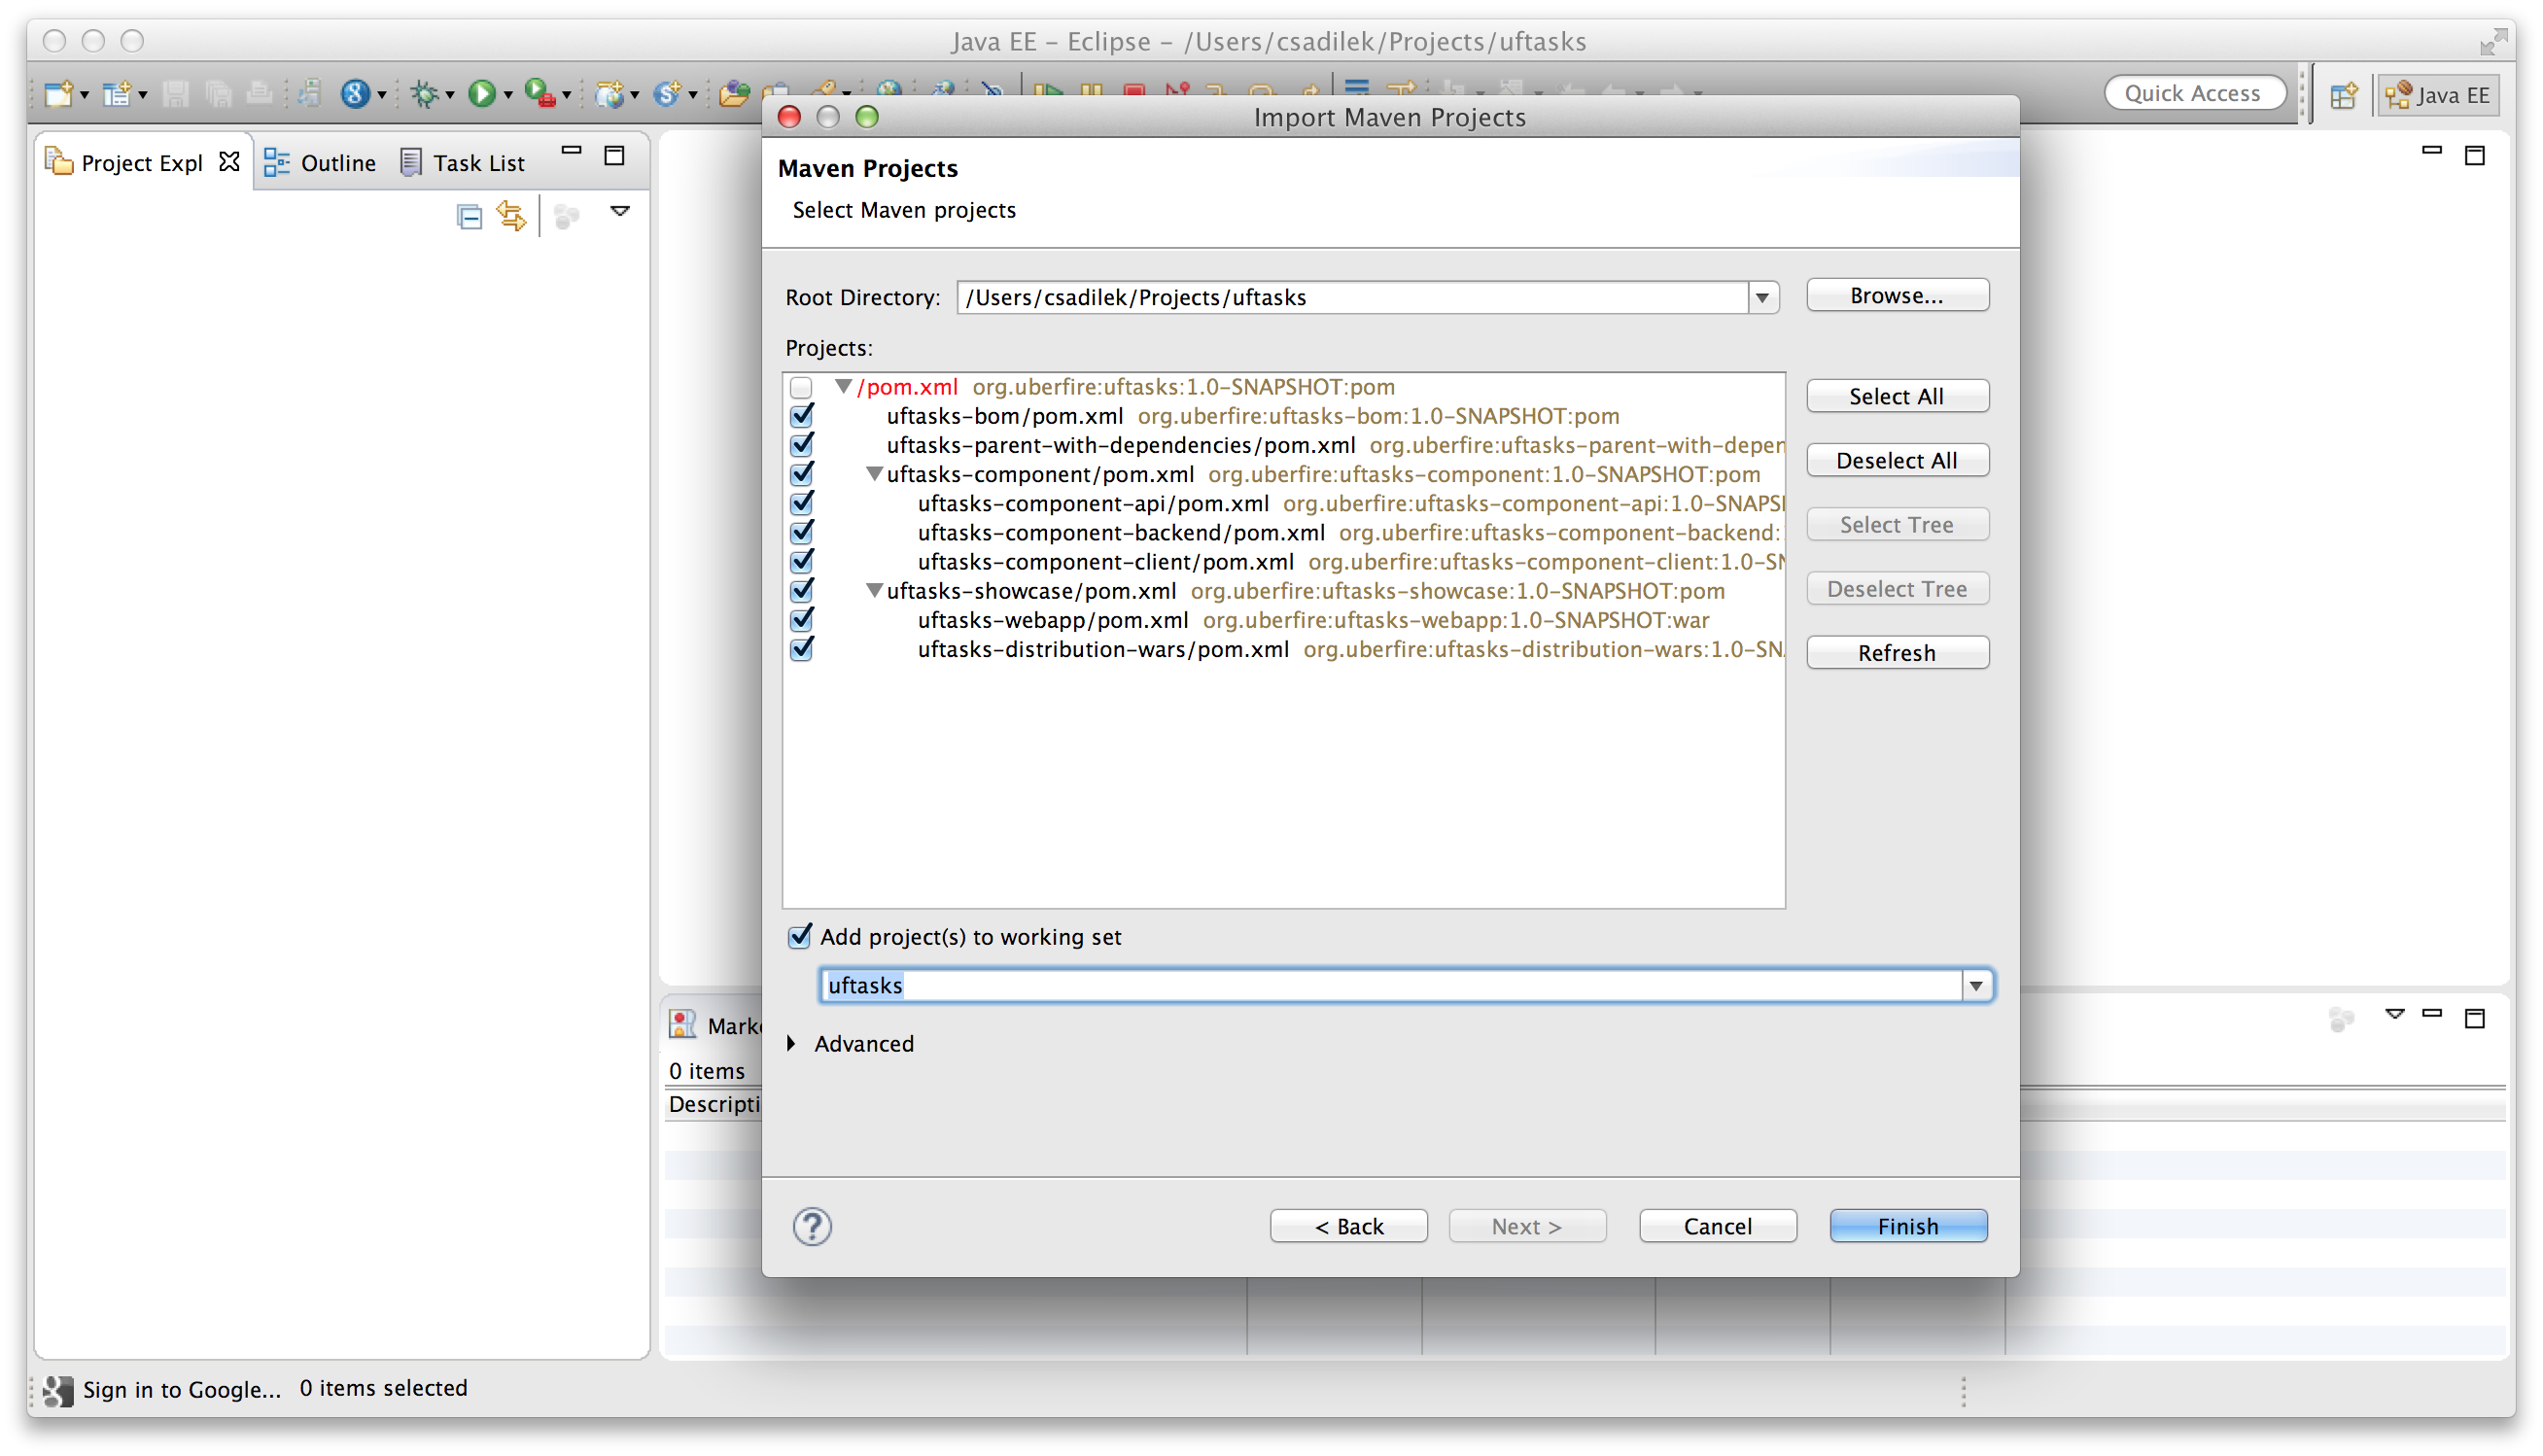 Java EE – Eclipse – /Users/csadilek/Projects/uftasks
Quick Access
Java EE
Project Expl
Outline
Task List
Import Maven Projects
Maven Projects
Select Maven projects
Root Directory: /Users/csadilek/Projects/uftasks
Browse...
Projects:
/pom.xml org.uberfire:uftasks:1.0-SNAPSHOT:pom
uftasks-bom/pom.xml org.uberfire:uftasks-bom:1.0-SNAPSHOT:pom
uftasks-parent-with-dependencies/pom.xml org.uberfire:uftasks-parent-with-depen
uftasks-component/pom.xml org.uberfire:uftasks-component:1.0-SNAPSHOT:pom
uftasks-component-api/pom.xml org.uberfire:uftasks-component-api:1.0-SNAPS
uftasks-component-backend/pom.xml org.uberfire:uftasks-component-backend:
uftasks-component-client/pom.xml org.uberfire:uftasks-component-client:1.0-SN
uftasks-showcase/pom.xml org.uberfire:uftasks-showcase:1.0-SNAPSHOT:pom
uftasks-webapp/pom.xml org.uberfire:uftasks-webapp:1.0-SNAPSHOT:war
uftasks-distribution-wars/pom.xml org.uberfire:uftasks-distribution-wars:1.0-SN
Select All
Deselect All
Select Tree
Deselect Tree
Refresh
Add project(s) to working set
uftasks
Advanced
Marke
0 items
Descripti
< Back
Next >
Cancel
Finish
Sign in to Google...
0 items selected